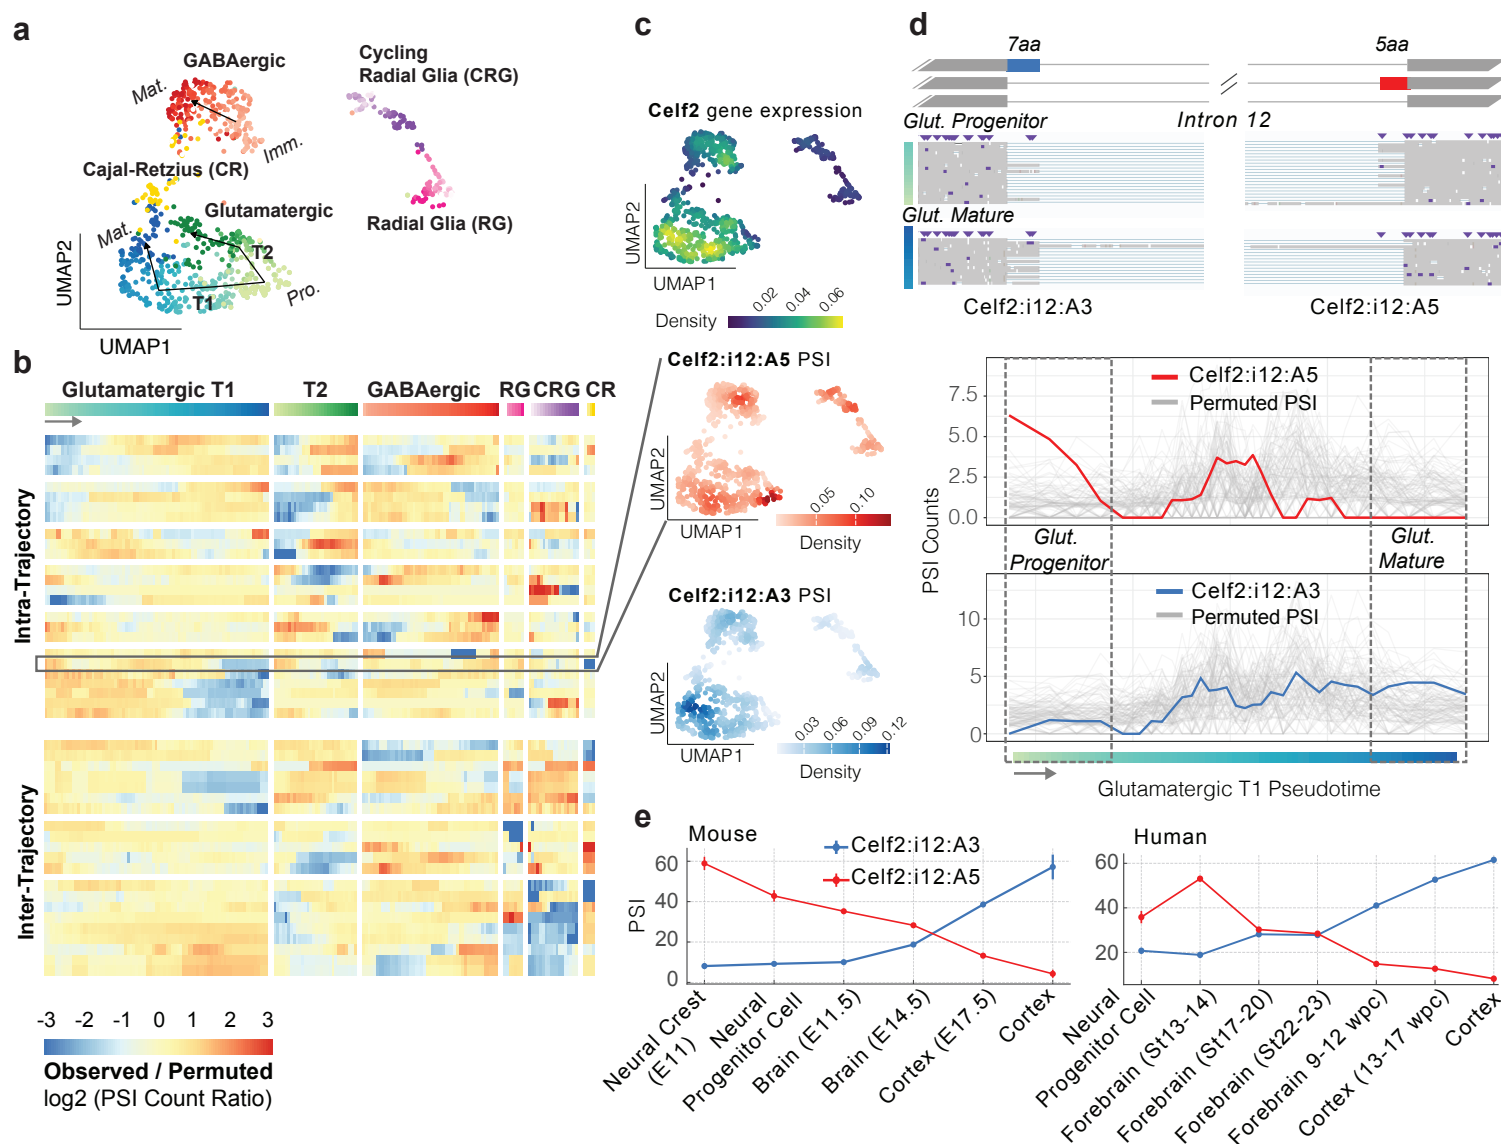 a
GABAergic
Mat.
Imm.
Cycling
Radial Glia (CRG)
Cajal-Retzius (CR)
Glutamatergic
Radial Glia (RG)
Mat.
T2
T1
Pro.
UMAP2
UMAP1
b
Glutamatergic T1
T2
GABAergic
RG
CRG
CR
Intra-Trajectory
Inter-Trajectory
-3 -2 -1 0 1 2 3
Observed / Permuted
log2 (PSI Count Ratio)
c
Celf2 gene expression
UMAP2
UMAP1
0.02 0.04 0.06
Density
Celf2:i12:A5 PSI
UMAP2
UMAP1
0.05 0.10
Density
Celf2:i12:A3 PSI
UMAP2
UMAP1
0.03 0.06 0.09 0.12
Density
d
7aa
5aa
Glut. Progenitor
Intron 12
Glut. Mature
Celf2:i12:A3
Celf2:i12:A5
PSI Counts
7.5
5.0
2.5
0.0
Celf2:i12:A5
Permuted PSI
Glut.
Progenitor
Glut.
Mature
10
5
0
Celf2:i12:A3
Permuted PSI
Glutamatergic T1 Pseudotime
e
Mouse
Celf2:i12:A3
Celf2:i12:A5
PSI
60
40
20
0
Neural Crest
(E11)
Neural
Progenitor Cell
Brain (E11.5)
Brain (E14.5)
Cortex (E17.5)
Cortex
Human
60
40
20
Neural
Progenitor Cell
Forebrain (St13-14)
Forebrain (St17-20)
Forebrain (St22-23)
Forebrain 9-12 wpc)
Cortex (13-17 wpc)
Cortex